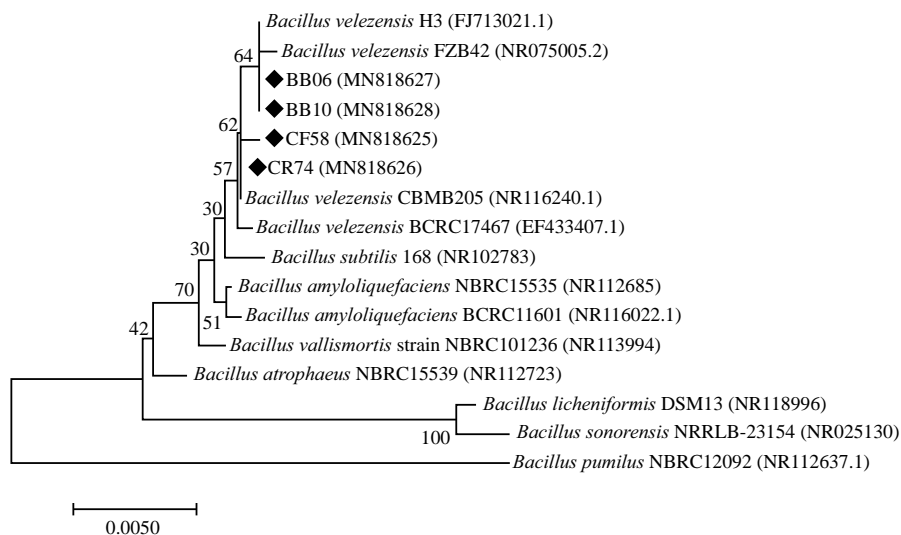 Bacillus velezensis H3 (FJ713021.1)
64
Bacillus velezensis FZB42 (NR075005.2)
BB06 (MN818627)
BB10 (MN818628)
62
CF58 (MN818625)
57
CR74 (MN818626)
Bacillus velezensis CBMB205 (NR116240.1)
30
Bacillus velezensis BCRC17467 (EF433407.1)
30
Bacillus subtilis 168 (NR102783)
70
Bacillus amyloliquefaciens NBRC15535 (NR112685)
51
Bacillus amyloliquefaciens BCRC11601 (NR116022.1)
42
Bacillus vallismortis strain NBRC101236 (NR113994)
Bacillus atrophaeus NBRC15539 (NR112723)
Bacillus licheniformis DSM13 (NR118996)
100
Bacillus sonorensis NRRLB-23154 (NR025130)
Bacillus pumilus NBRC12092 (NR112637.1)
0.0050